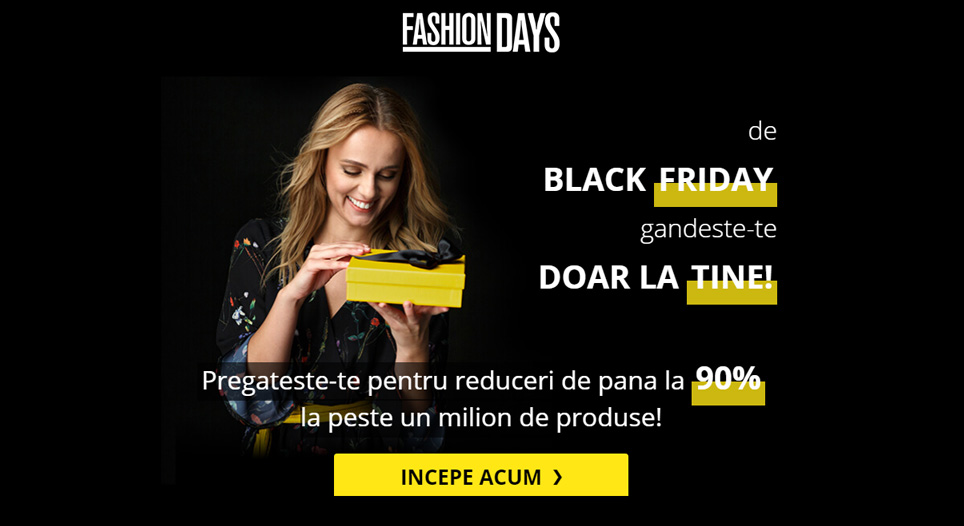 FASHION DAYS
de
BLACK FRIDAY
gandeste-te
DOAR LA TINE!
Pregateste-te pentru reduceri de pana la 90%
la peste un milion de produse!
INCEPE ACUM ❯